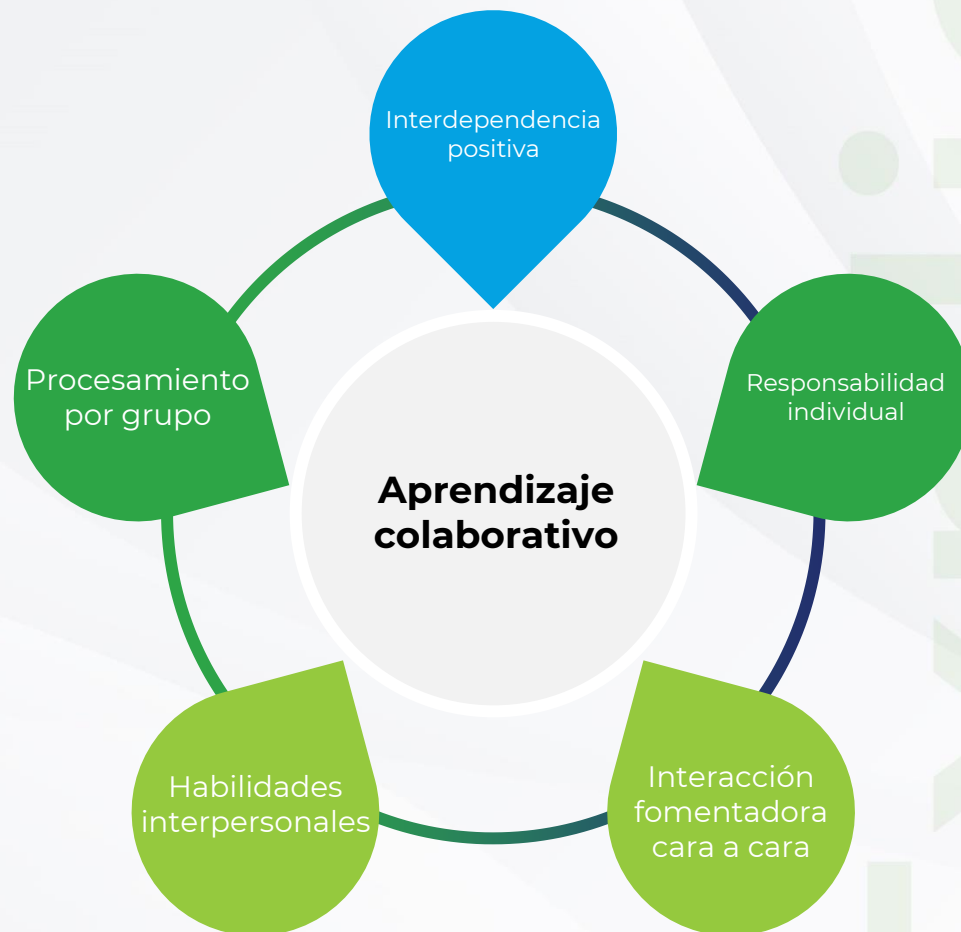 Interdependencia
positiva
Procesamiento
por grupo
Responsabilidad
individual
Aprendizaje
colaborativo
Habilidades
interpersonales
Interacción
fomentadora
cara a cara